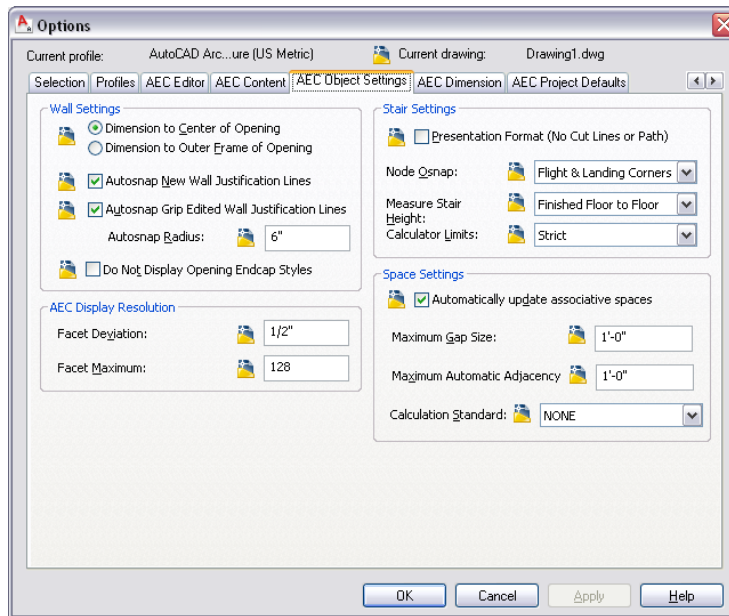 Options
Current profile: AutoCAD Arc...ure (US Metric) Current drawing: Drawing1.dwg
Selection Profiles AEC Editor AEC Content AEC Object Settings AEC Dimension AEC Project Defaults
Wall Settings
Dimension to Center of Opening
Dimension to Outer Frame of Opening
Autosnap New Wall Justification Lines
Autosnap Grip Edited Wall Justification Lines
Autosnap Radius: 6"
Do Not Display Opening Endcap Styles
AEC Display Resolution
Facet Deviation: 1/2"
Facet Maximum: 128
Stair Settings
Presentation Format (No Cut Lines or Path)
Node Osnap: Flight & Landing Corners
Measure Stair Height: Finished Floor to Floor
Calculator Limits: Strict
Space Settings
Automatically update associative spaces
Maximum Gap Size: 1'-0"
Maximum Automatic Adjacency 1'-0"
Calculation Standard: NONE
OK Cancel Apply Help